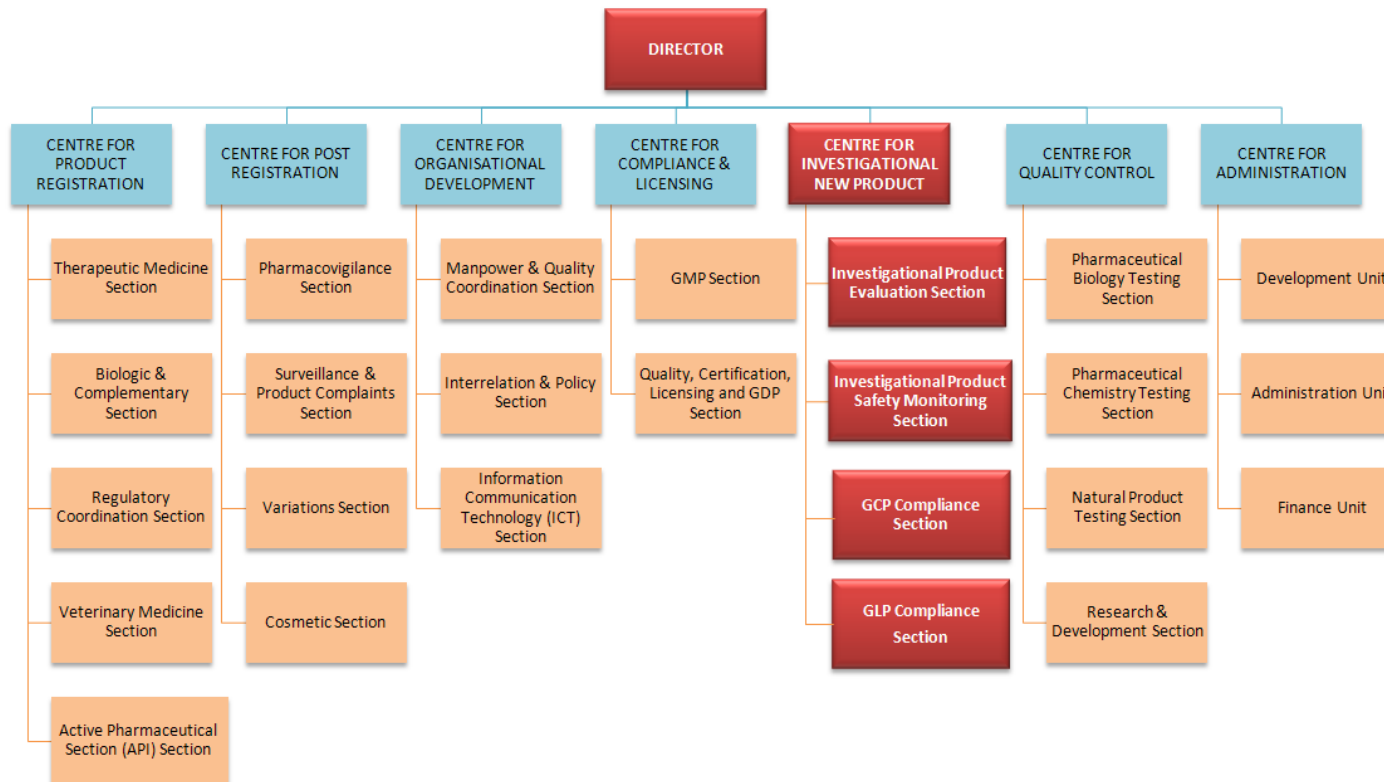 DIRECTOR
CENTRE FOR
PRODUCT
REGISTRATION
CENTRE FOR POST
REGISTRATION
CENTRE FOR
ORGANISATIONAL
DEVELOPMENT
CENTRE FOR
COMPLIANCE &
LICENSING
CENTRE FOR
INVESTIGATIONAL
NEW PRODUCT
CENTRE FOR
QUALITY CONTROL
CENTRE FOR
ADMINISTRATION
Therapeutic Medicine
Section
Pharmacovigilance
Section
Manpower & Quality
Coordination Section
GMP Section
Investigational Product
Evaluation Section
Pharmaceutical
Biology Testing
Section
Development Unit
Biologic &
Complementary
Section
Surveillance &
Product Complaints
Section
Interrelation & Policy
Section
Quality, Certification,
Licensing and GDP
Section
Investigational Product
Safety Monitoring
Section
Pharmaceutical
Chemistry Testing
Section
Administration Unit
Regulatory
Coordination Section
Variations Section
Information
Communication
Technology (ICT)
Section
GCP Compliance
Section
Natural Product
Testing Section
Finance Unit
Veterinary Medicine
Section
Cosmetic Section
GLP Compliance
Section
Research &
Development Section
Active Pharmaceutical
Section (API) Section